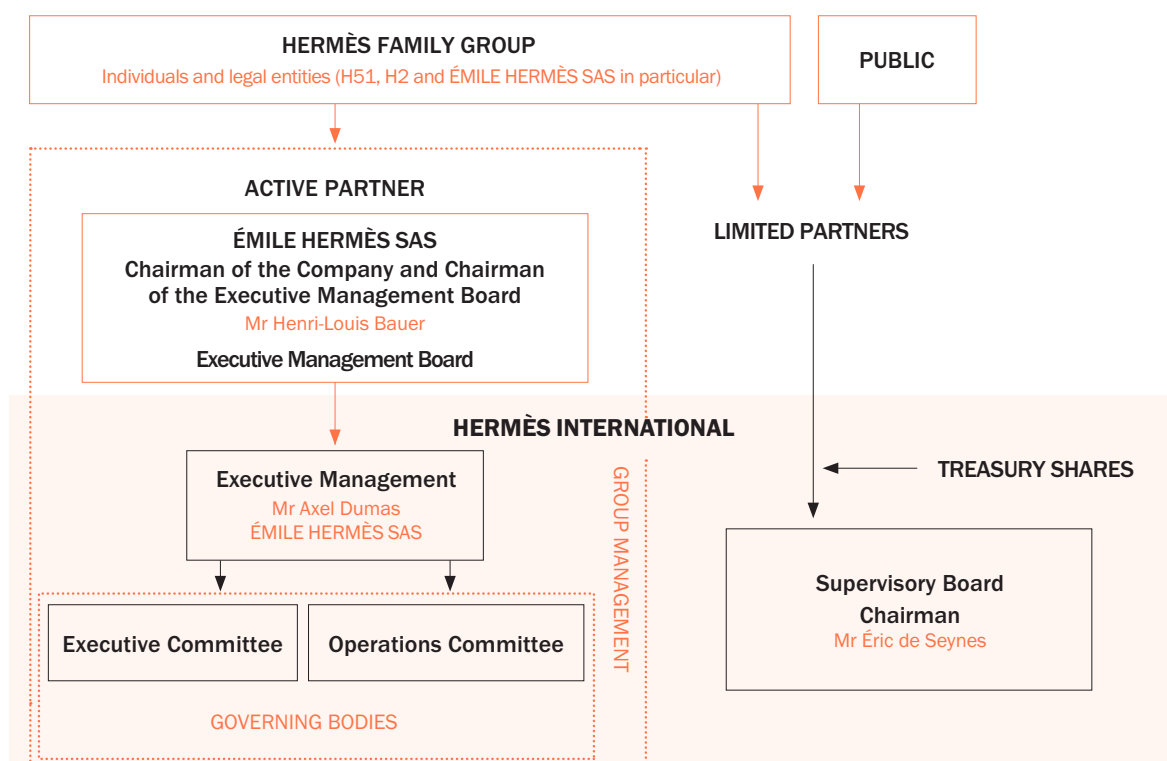 HERMÈS FAMILY GROUP
Individuals and legal entities (H51, H2 and ÉMILE HERMÈS SAS in particular)
PUBLIC
ACTIVE PARTNER
ÉMILE HERMÈS SAS
Chairman of the Company and Chairman
of the Executive Management Board
Mr Henri-Louis Bauer
Executive Management Board
LIMITED PARTNERS
HERMÈS INTERNATIONAL
Executive Management
Mr Axel Dumas
ÉMILE HERMÈS SAS
GROUP MANAGEMENT
TREASURY SHARES
Executive Committee
Operations Committee
GOVERNING BODIES
Supervisory Board
Chairman
Mr Éric de Seynes